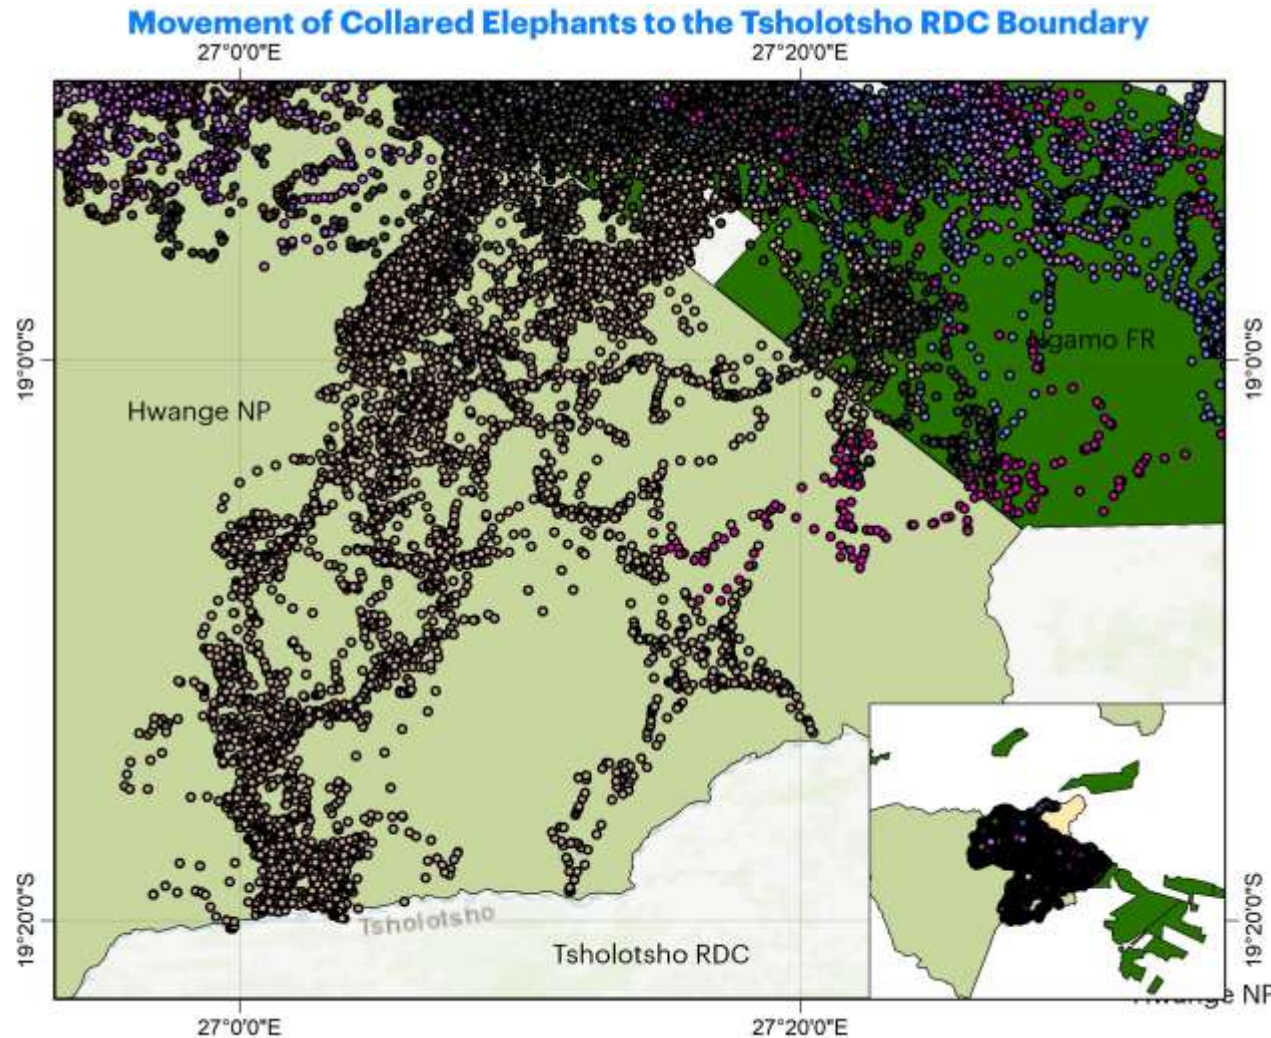 Movement of Collared Elephants to the Tsholotsho RDC Boundary
27°0'0"E 27°20'0"E
19°0'0"S 19°0'0"S
Ngamo FR
Hwange NP
19°20'0"S 19°20'0"S
Tsholotsho
Tsholotsho RDC
Hwange NP
27°0'0"E 27°20'0"E